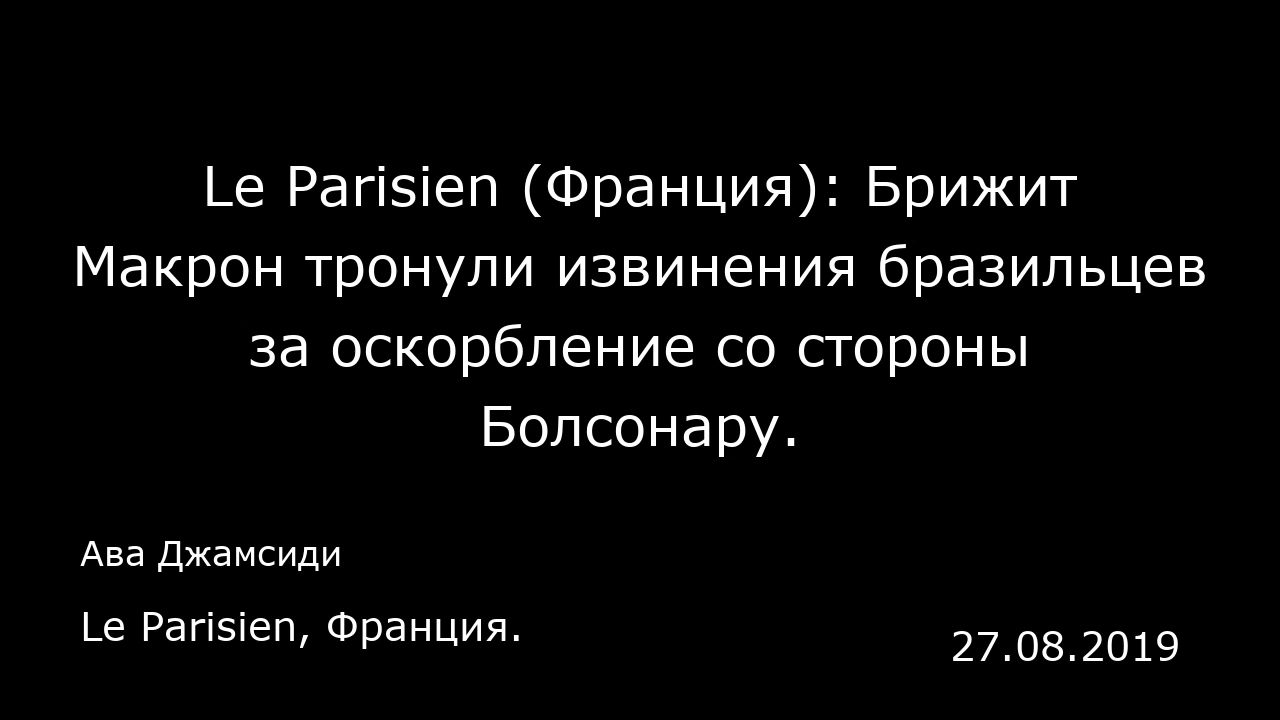 Le Parisien (Франция): Брижит
Макрон тронули извинения бразильцев
за оскорбление со стороны
Болсонару.
Ава Джамсиди
Le Parisien, Франция.
27.08.2019